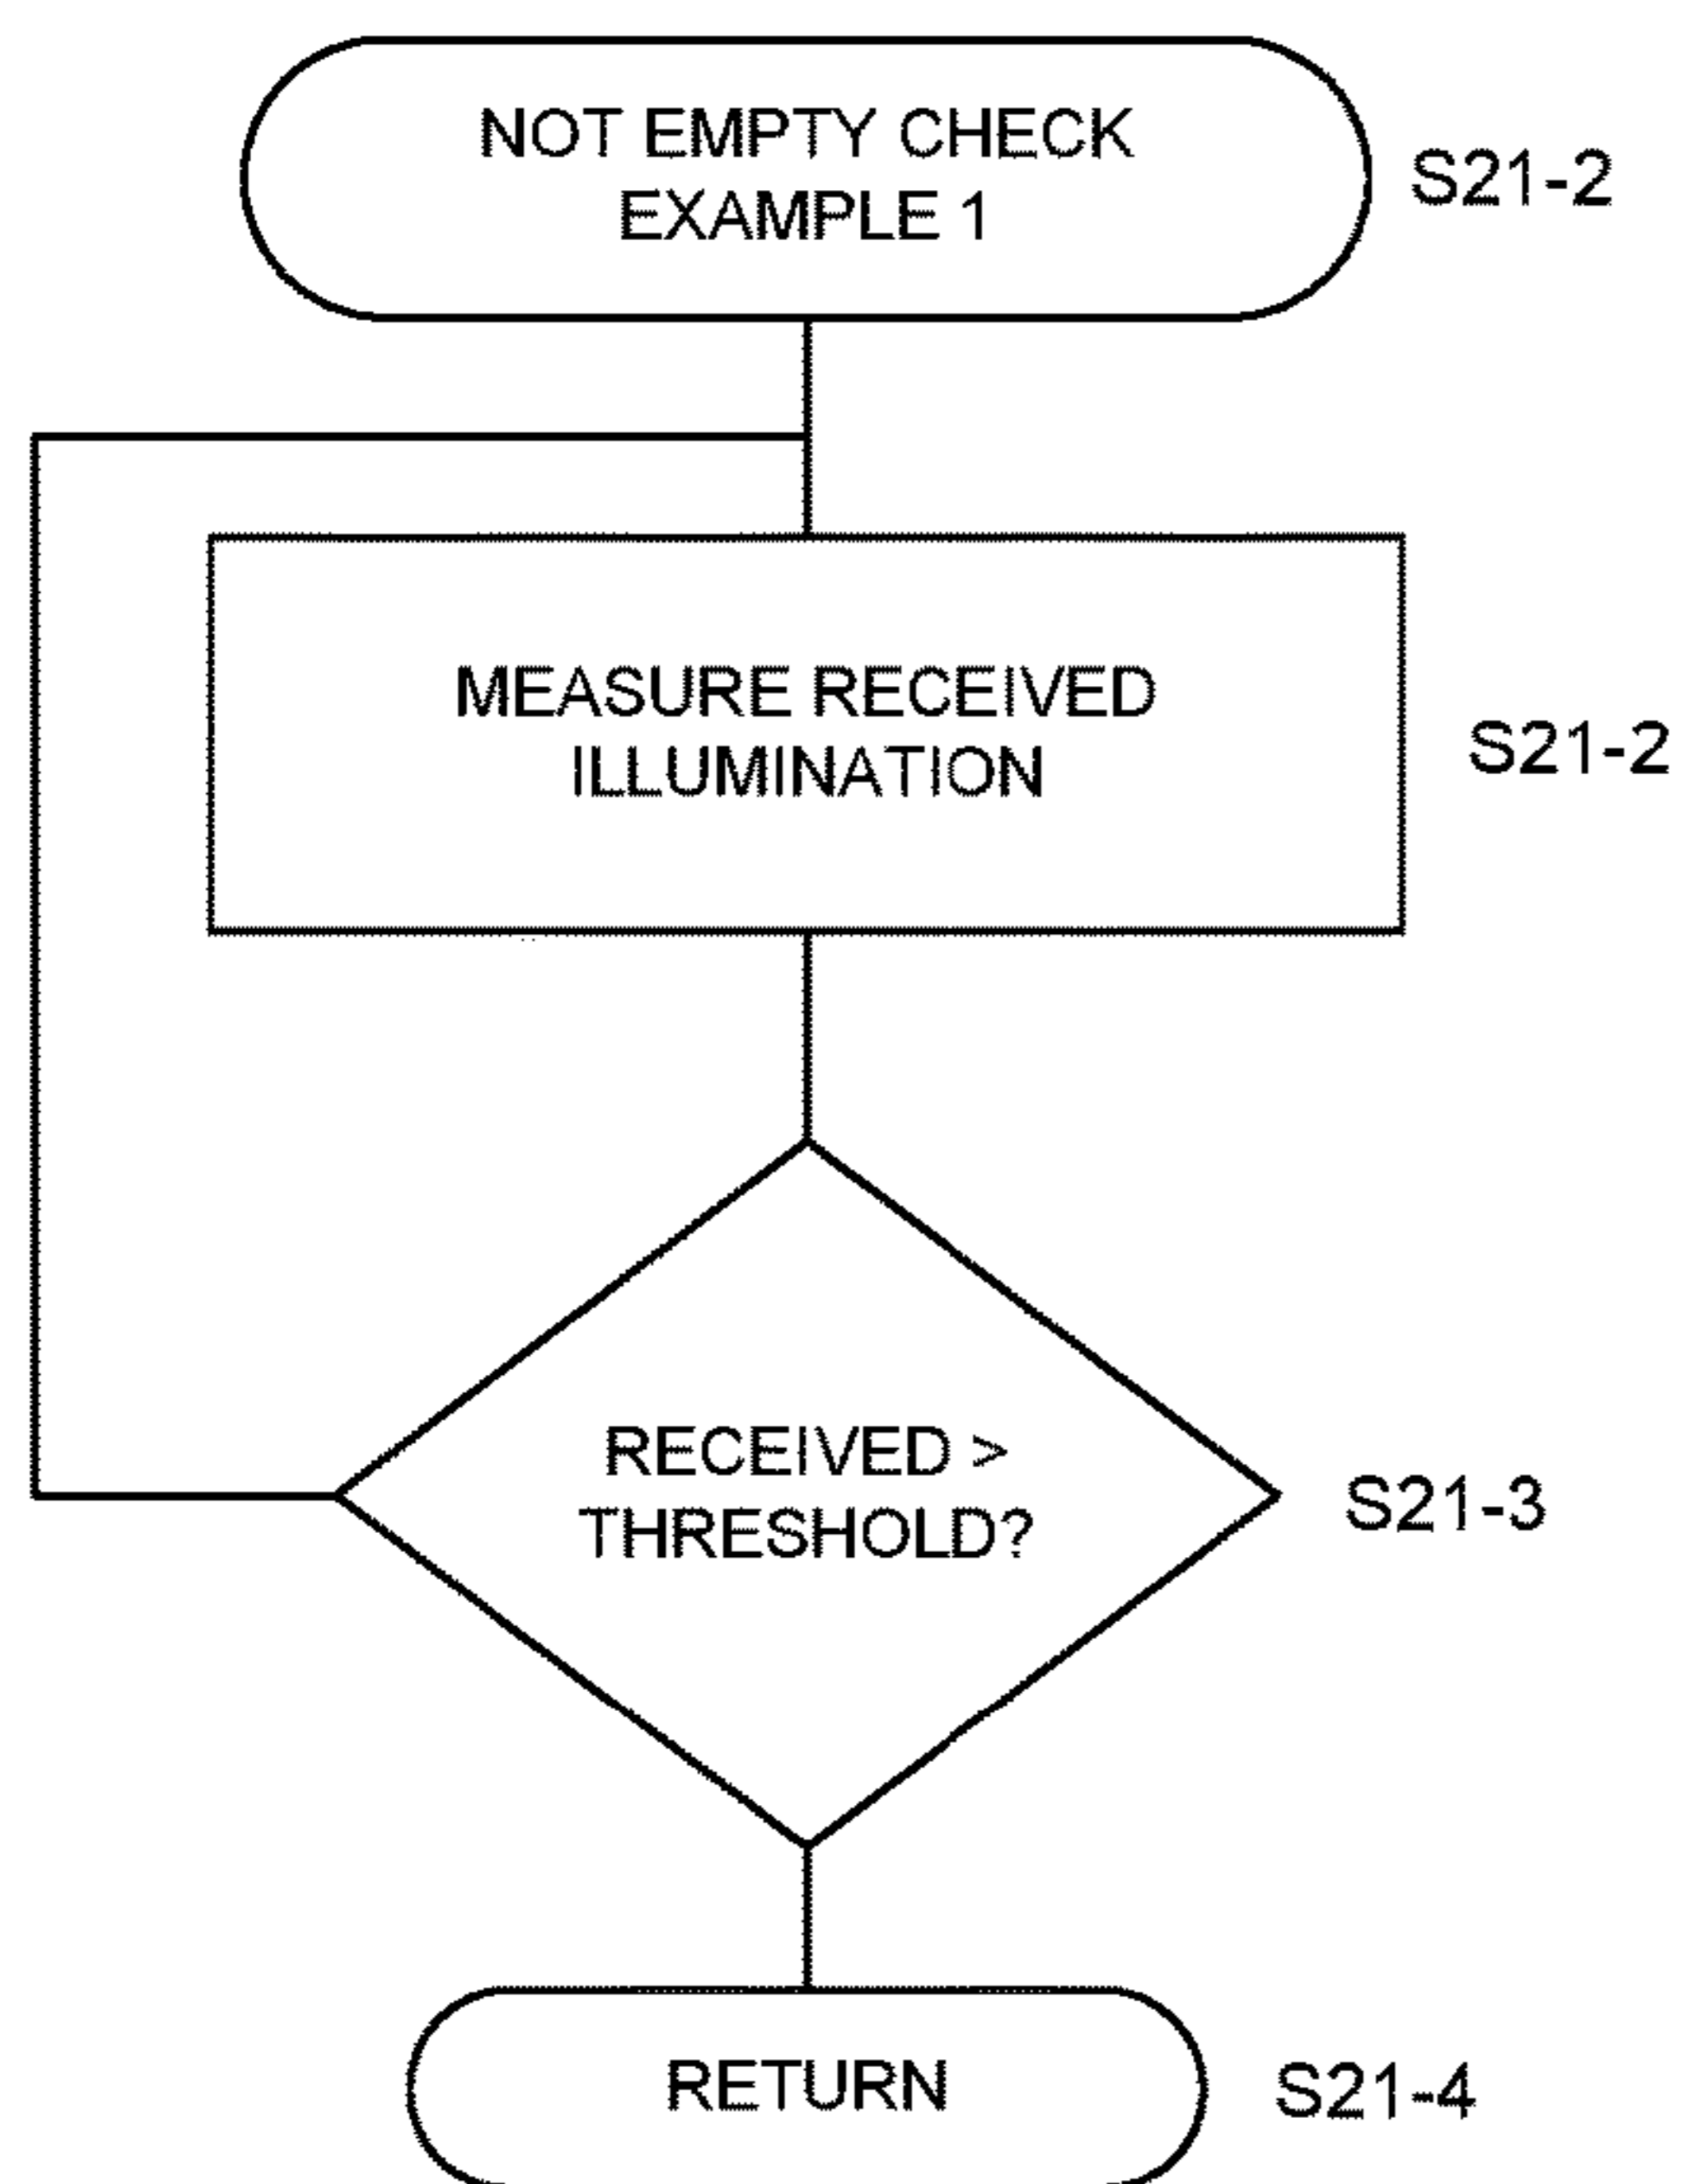 NOT EMPTY CHECK
EXAMPLE 1
S21-2
MEASURE RECEIVED
ILLUMINATION
S21-2
RECEIVED >
THRESHOLD?
S21-3
RETURN
S21-4